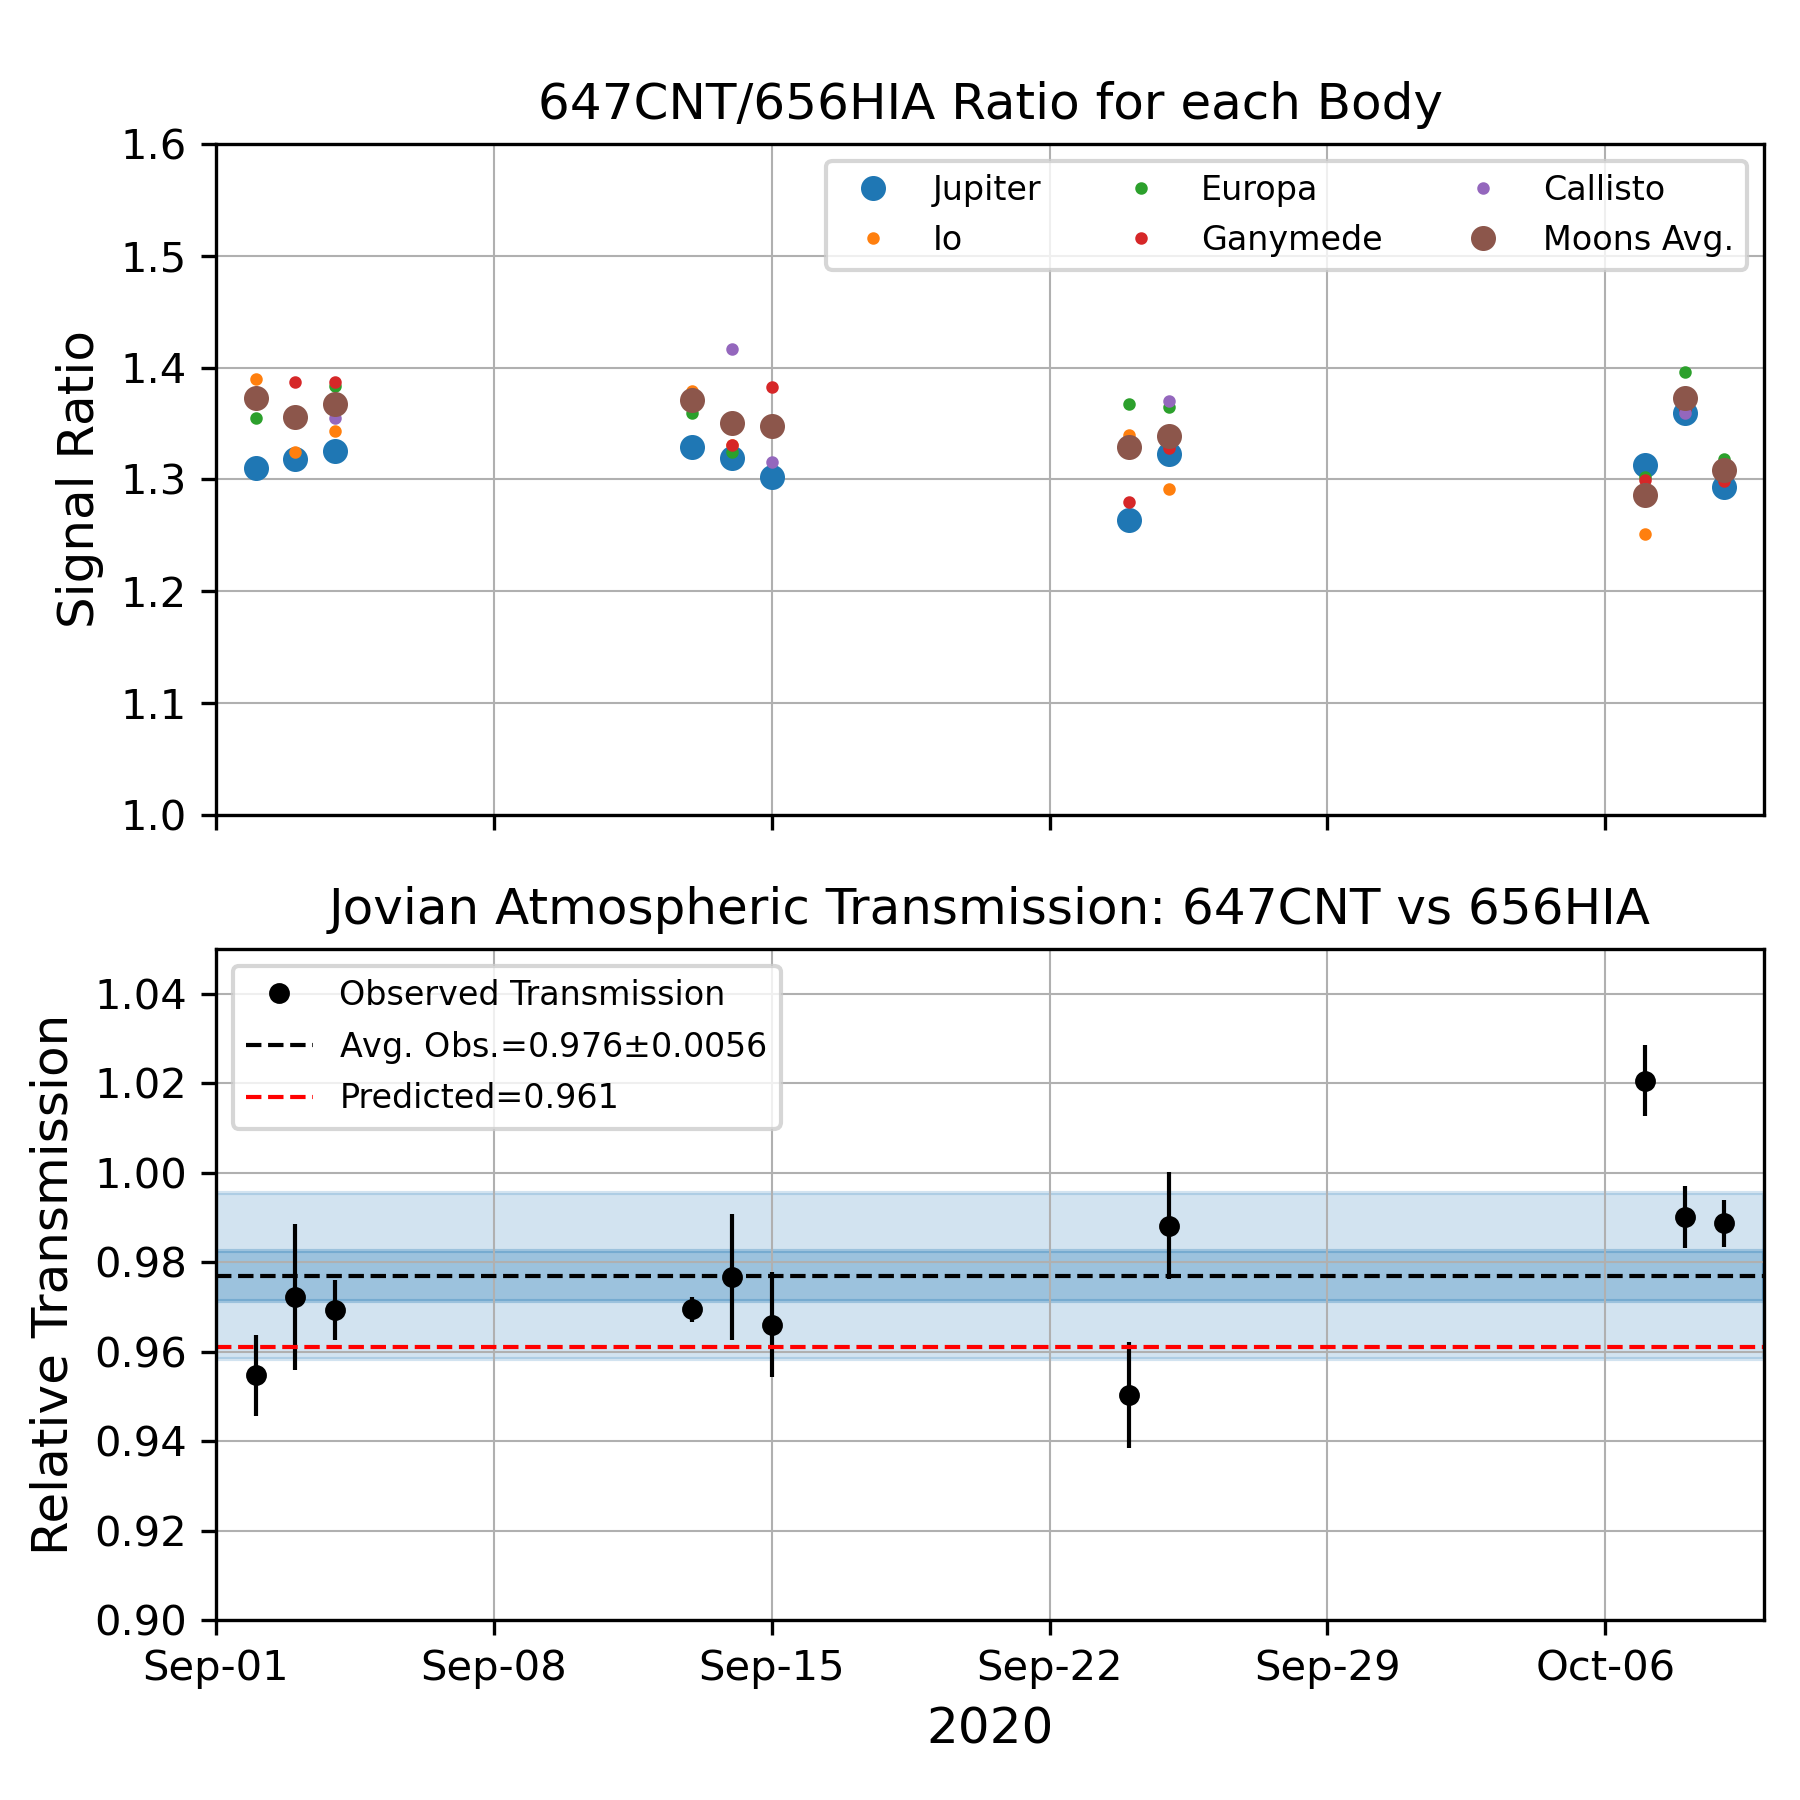 647CNT/656HIA Ratio for each Body
1.6
1.5
1.4
1.3
1.2
1.1
1.0
Signal Ratio
Jupiter Europa Callisto
Io Ganymede Moons Avg.
Jovian Atmospheric Transmission: 647CNT vs 656HIA
1.04
1.02
1.00
0.98
0.96
0.94
0.92
0.90
Relative Transmission
Observed Transmission
Avg. Obs.=0.976±0.0056
Predicted=0.961
Sep-01 Sep-08 Sep-15 Sep-22 Sep-29 Oct-06
2020